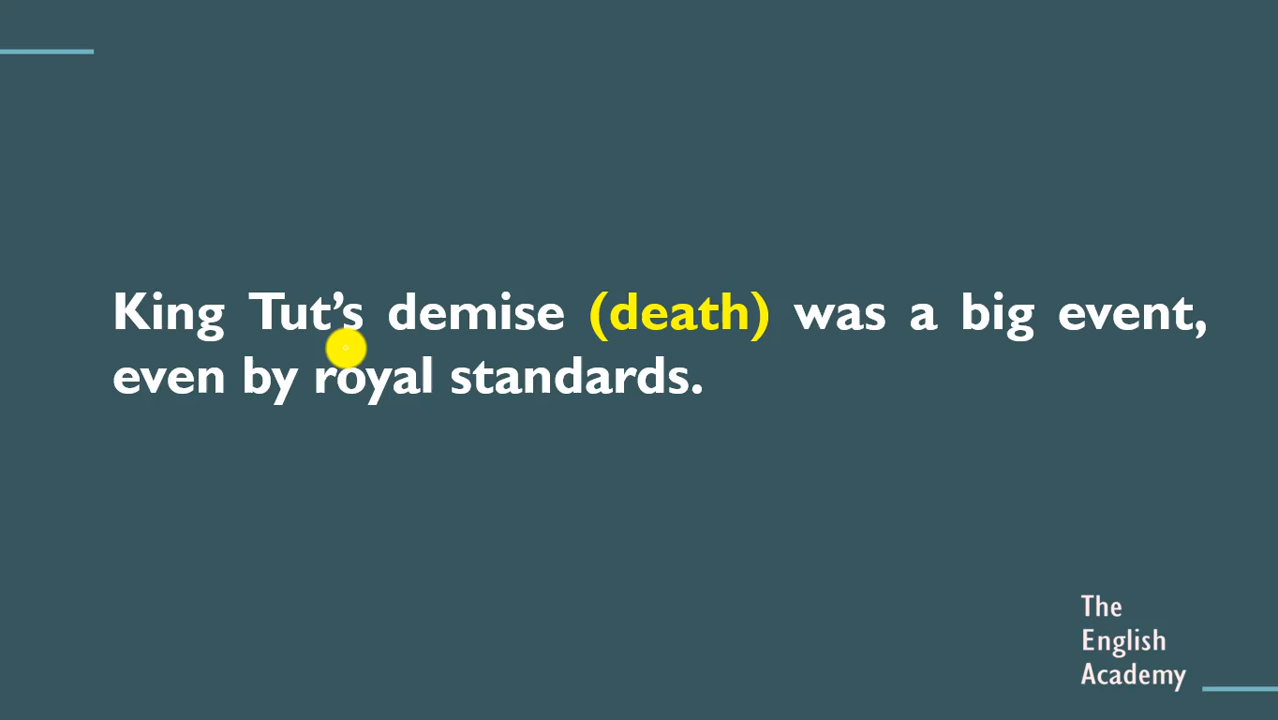 King Tut’s demise (death) was a big event,
even by royal standards.
The
English
Academy